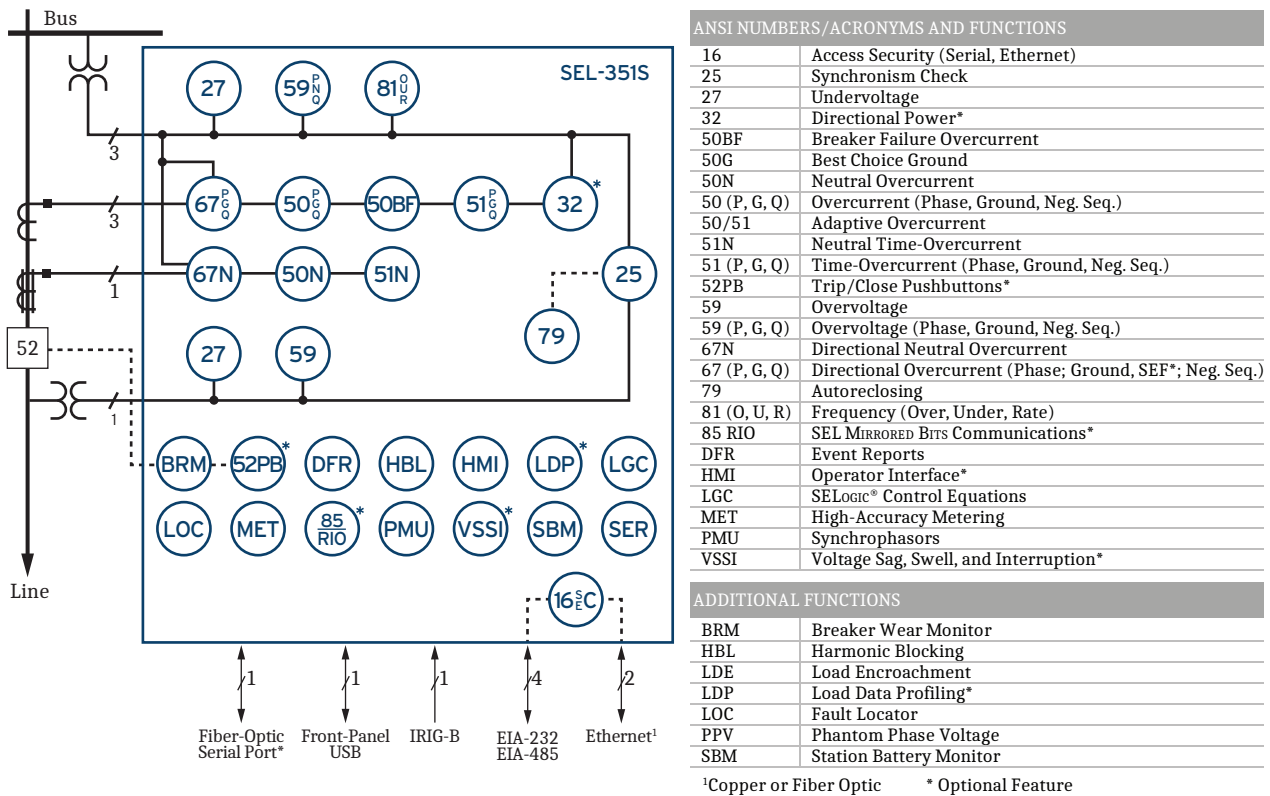 Bus
SEL-351S
27
59 P N Q
81 O U R
3
3
67 P G Q
50 P G Q
50BF
51 P G Q
32 *
1
67N
50N
51N
25
79
52
27
59
1
BRM
52PB *
DFR
HBL
HMI
LDP *
LGC
LOC
MET
85 RIO *
PMU
VSSI *
SBM
SER
Line
16 S E C
1
1
1
4
2
Fiber-Optic
Serial Port*
Front-Panel
USB
IRIG-B
EIA-232
EIA-485
Ethernet¹
ANSI NUMBERS/ACRONYMS AND FUNCTIONS
16 Access Security (Serial, Ethernet)
25 Synchronism Check
27 Undervoltage
32 Directional Power*
50BF Breaker Failure Overcurrent
50G Best Choice Ground
50N Neutral Overcurrent
50 (P, G, Q) Overcurrent (Phase, Ground, Neg. Seq.)
50/51 Adaptive Overcurrent
51N Neutral Time-Overcurrent
51 (P, G, Q) Time-Overcurrent (Phase, Ground, Neg. Seq.)
52PB Trip/Close Pushbuttons*
59 Overvoltage
59 (P, G, Q) Overvoltage (Phase, Ground, Neg. Seq.)
67N Directional Neutral Overcurrent
67 (P, G, Q) Directional Overcurrent (Phase; Ground, SEF*; Neg. Seq.)
79 Autoreclosing
81 (O, U, R) Frequency (Over, Under, Rate)
85 RIO SEL MIRRORED BITS Communications*
DFR Event Reports
HMI Operator Interface*
LGC SELOGIC® Control Equations
MET High-Accuracy Metering
PMU Synchrophasors
VSSI Voltage Sag, Swell, and Interruption*
ADDITIONAL FUNCTIONS
BRM Breaker Wear Monitor
HBL Harmonic Blocking
LDE Load Encroachment
LDP Load Data Profiling*
LOC Fault Locator
PPV Phantom Phase Voltage
SBM Station Battery Monitor
¹Copper or Fiber Optic * Optional Feature